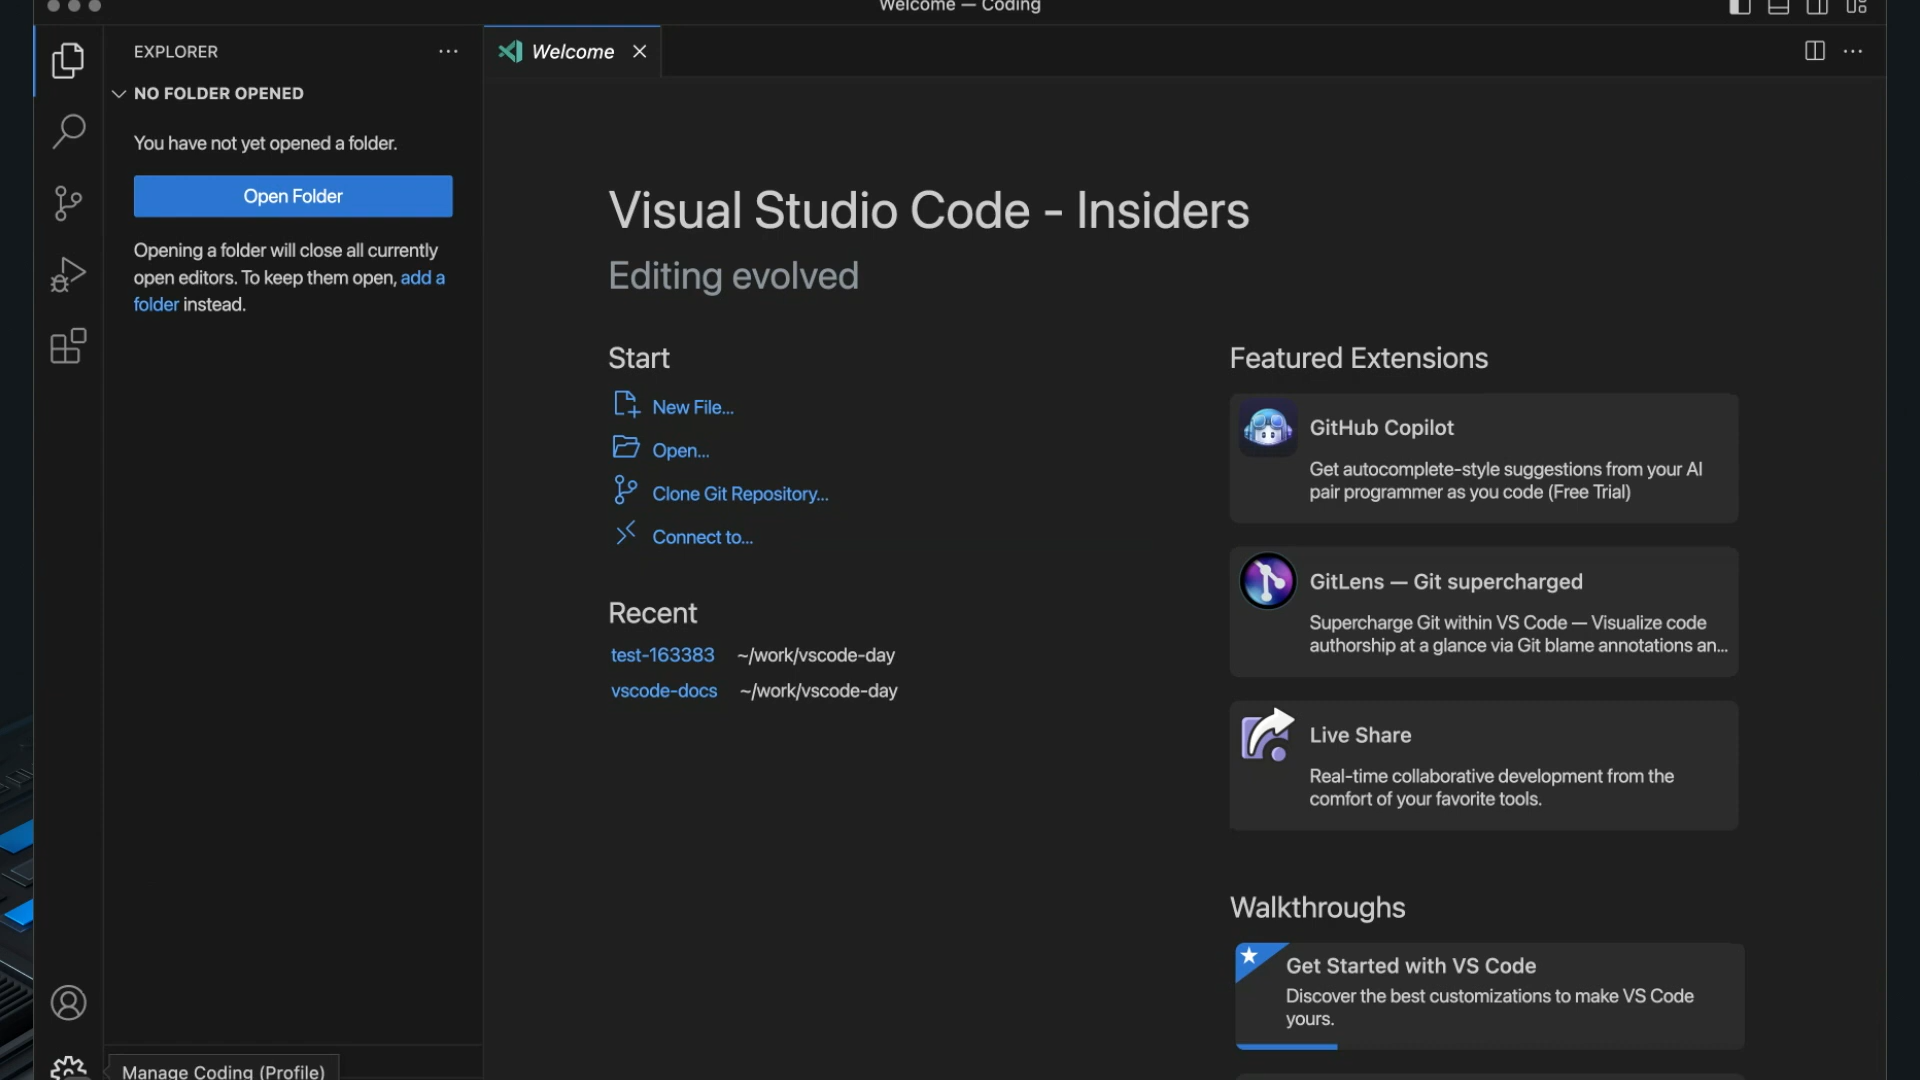 Welcome — Coding
EXPLORER
Welcome
NO FOLDER OPENED
You have not yet opened a folder.
Open Folder
Opening a folder will close all currently
open editors. To keep them open, add a
folder instead.
Visual Studio Code - Insiders
Editing evolved
Start
New File...
Open...
Clone Git Repository...
Connect to...
Recent
test-163383 ~/work/vscode-day
vscode-docs ~/work/vscode-day
Featured Extensions
GitHub Copilot
Get autocomplete-style suggestions from your AI
pair programmer as you code (Free Trial)
GitLens — Git supercharged
Supercharge Git within VS Code — Visualize code
authorship at a glance via Git blame annotations an...
Live Share
Real-time collaborative development from the
comfort of your favorite tools.
Walkthroughs
Get Started with VS Code
Discover the best customizations to make VS Code
yours.
Manage Coding (Profile)